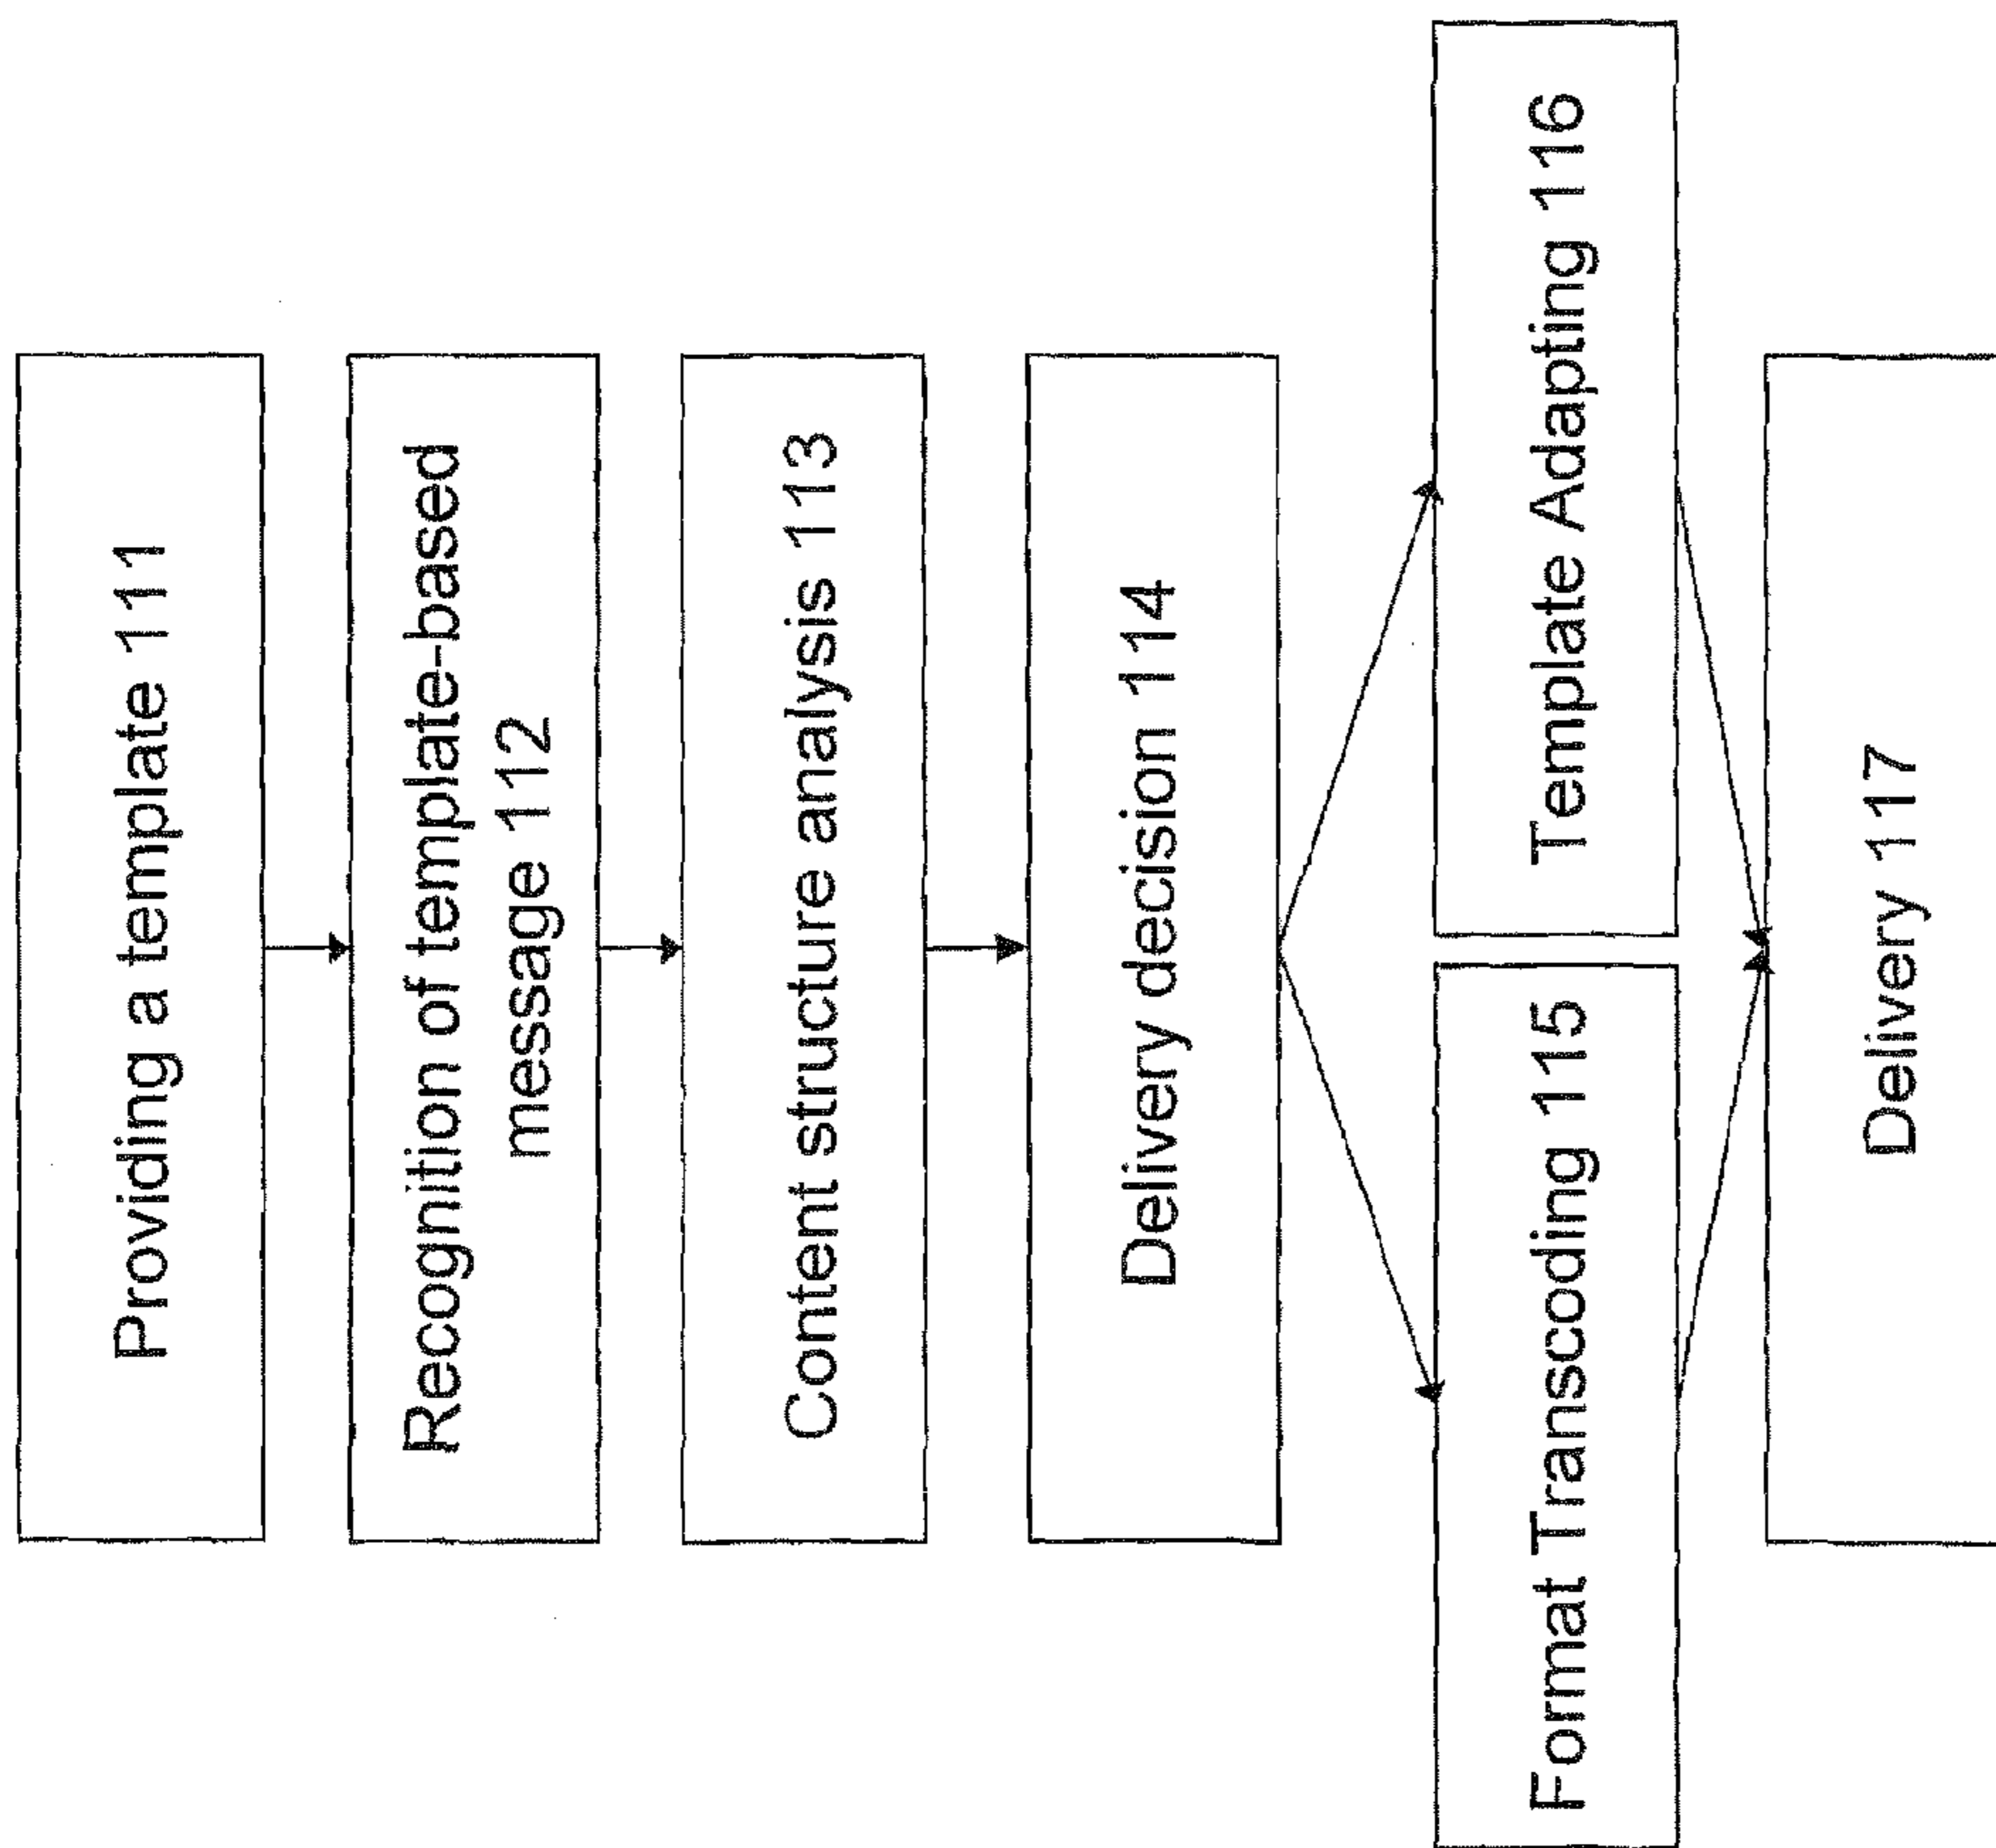 Providing a template 111
Recognition of template-based
message 112
Content structure analysis 113
Delivery decision 114
Format Transcoding 115
Template Adapting 116
Delivery 117